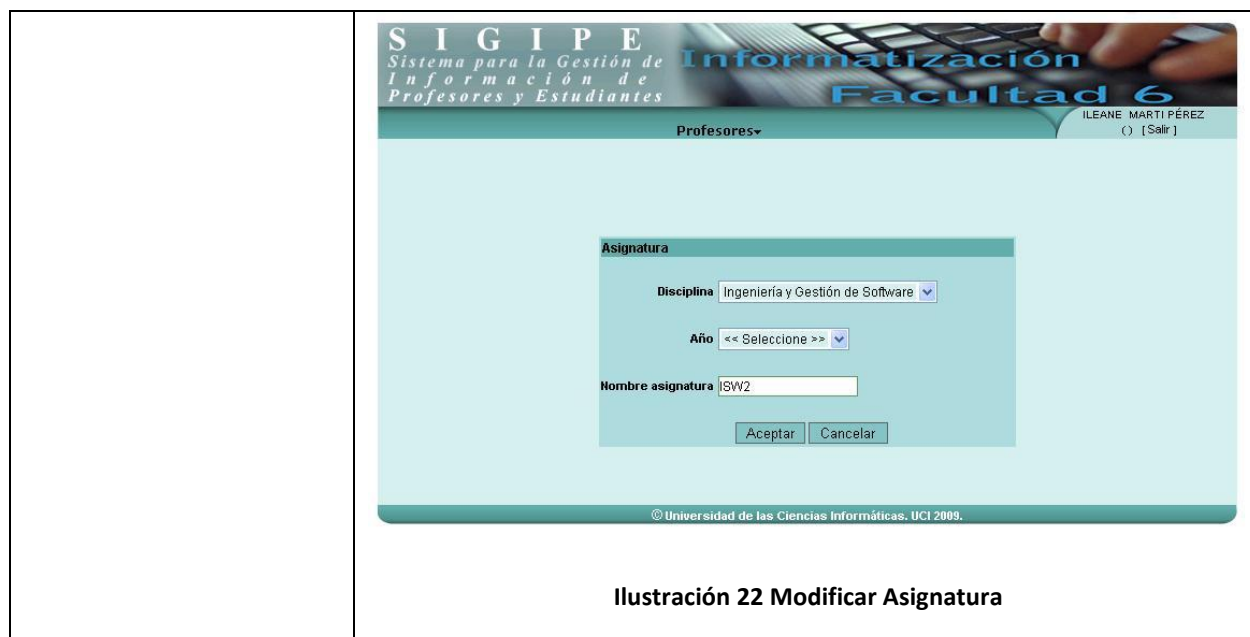 S I G I P E
Sistema para la Gestión de
Información de
Profesores y Estudiantes
Informatización
Facultad 6
Profesores
ILEANE MARTI PÉREZ
() [Salir]
Asignatura
Disciplina Ingeniería y Gestión de Software
Año << Seleccione >>
Nombre asignatura ISW2
Aceptar Cancelar
© Universidad de las Ciencias Informáticas. UCI 2009.
Ilustración 22 Modificar Asignatura